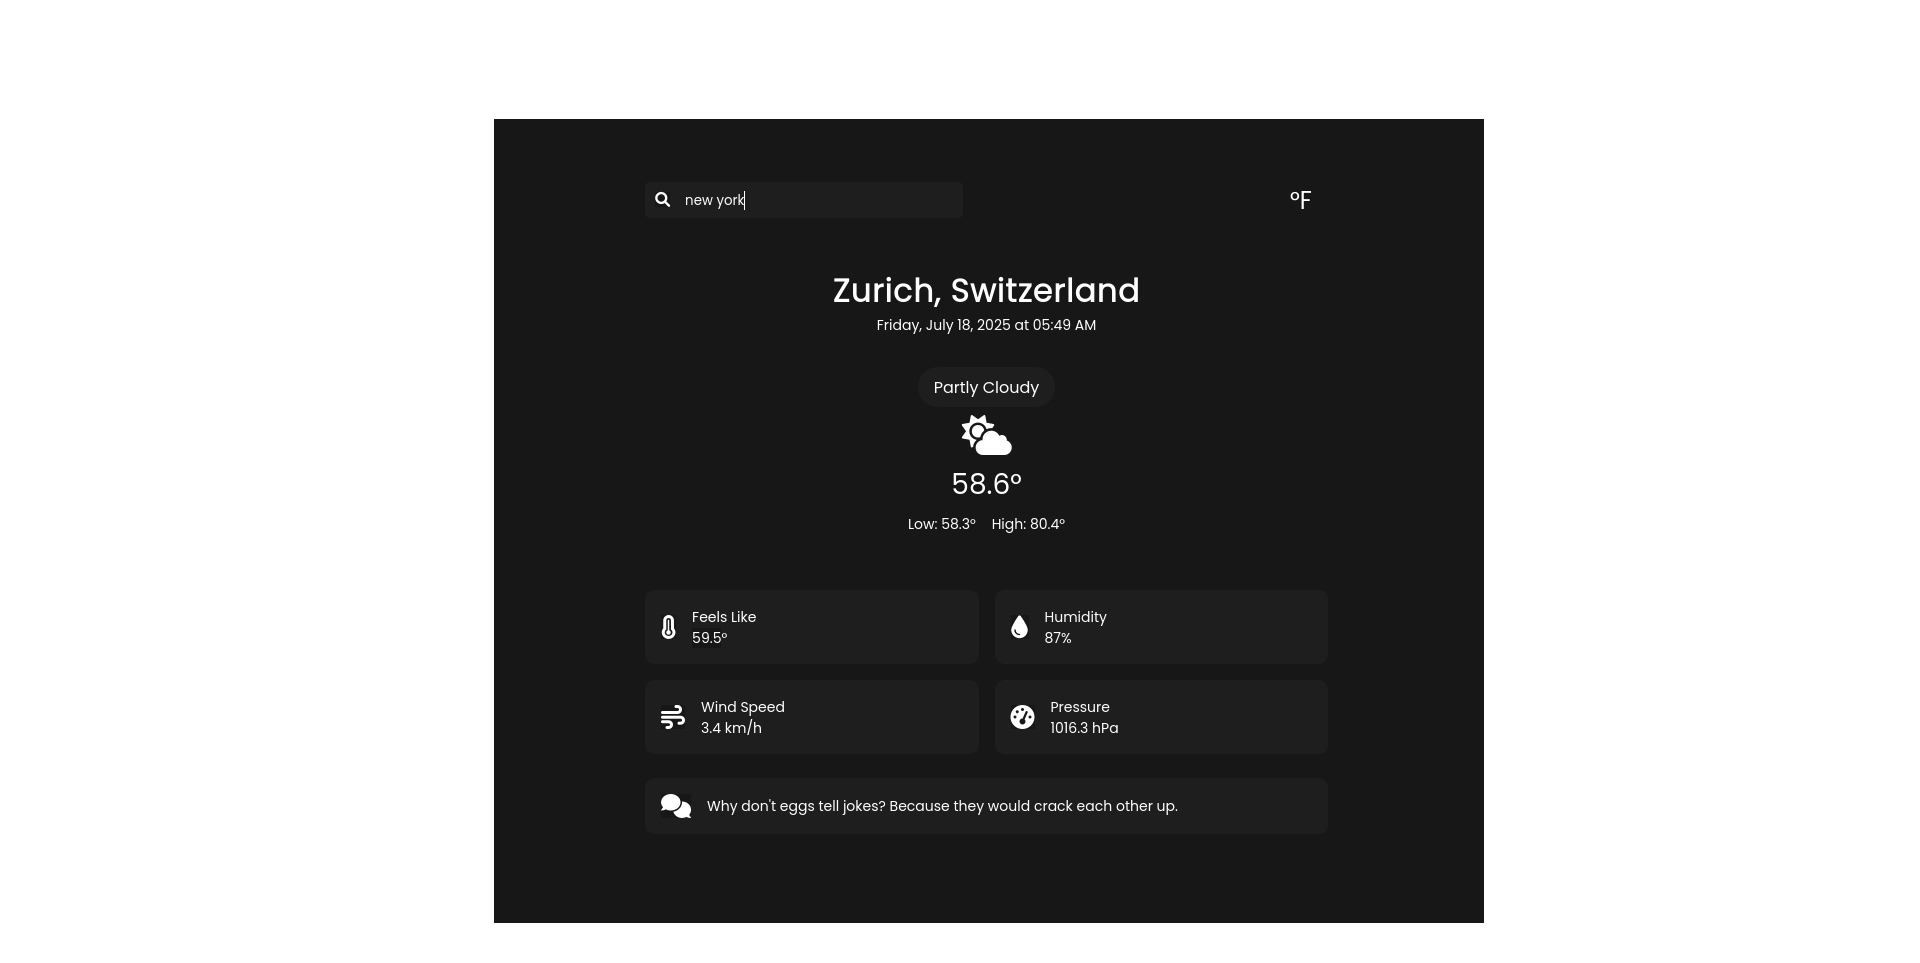 new york
°F
Zurich, Switzerland
Friday, July 18, 2025 at 05:49 AM
Partly Cloudy
58.6°
Low: 58.3° High: 80.4°
Feels Like
59.5°
Humidity
87%
Wind Speed
3.4 km/h
Pressure
1016.3 hPa
Why don't eggs tell jokes? Because they would crack each other up.